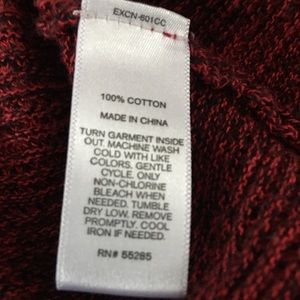 EXCN-601CC
100% COTTON
MADE IN CHINA
TURN GARMENT INSIDE
OUT. MACHINE WASH
COLD WITH LIKE
COLORS. GENTLE
CYCLE. ONLY
NON-CHLORINE
BLEACH WHEN
NEEDED. TUMBLE
DRY LOW. REMOVE
PROMPTLY. COOL
IRON IF NEEDED.
RN# 55285